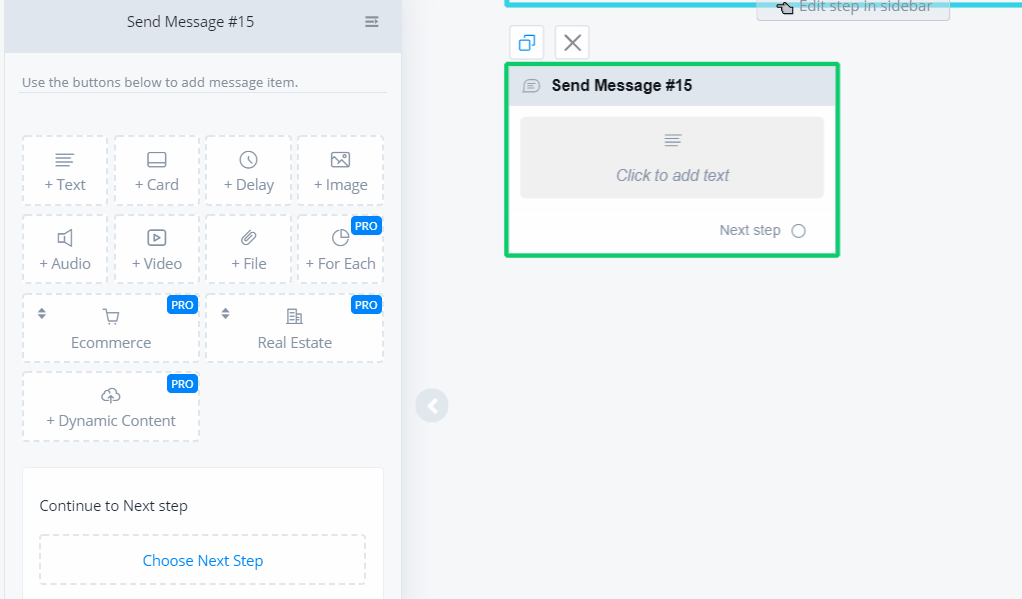 Send Message #15
Use the buttons below to add message item.
+ Text
+ Card
+ Delay
+ Image
+ Audio
+ Video
+ File
PRO
+ For Each
PRO
Ecommerce
PRO
Real Estate
PRO
+ Dynamic Content
Continue to Next step
Choose Next Step
Edit step in sidebar
Send Message #15
Click to add text
Next step